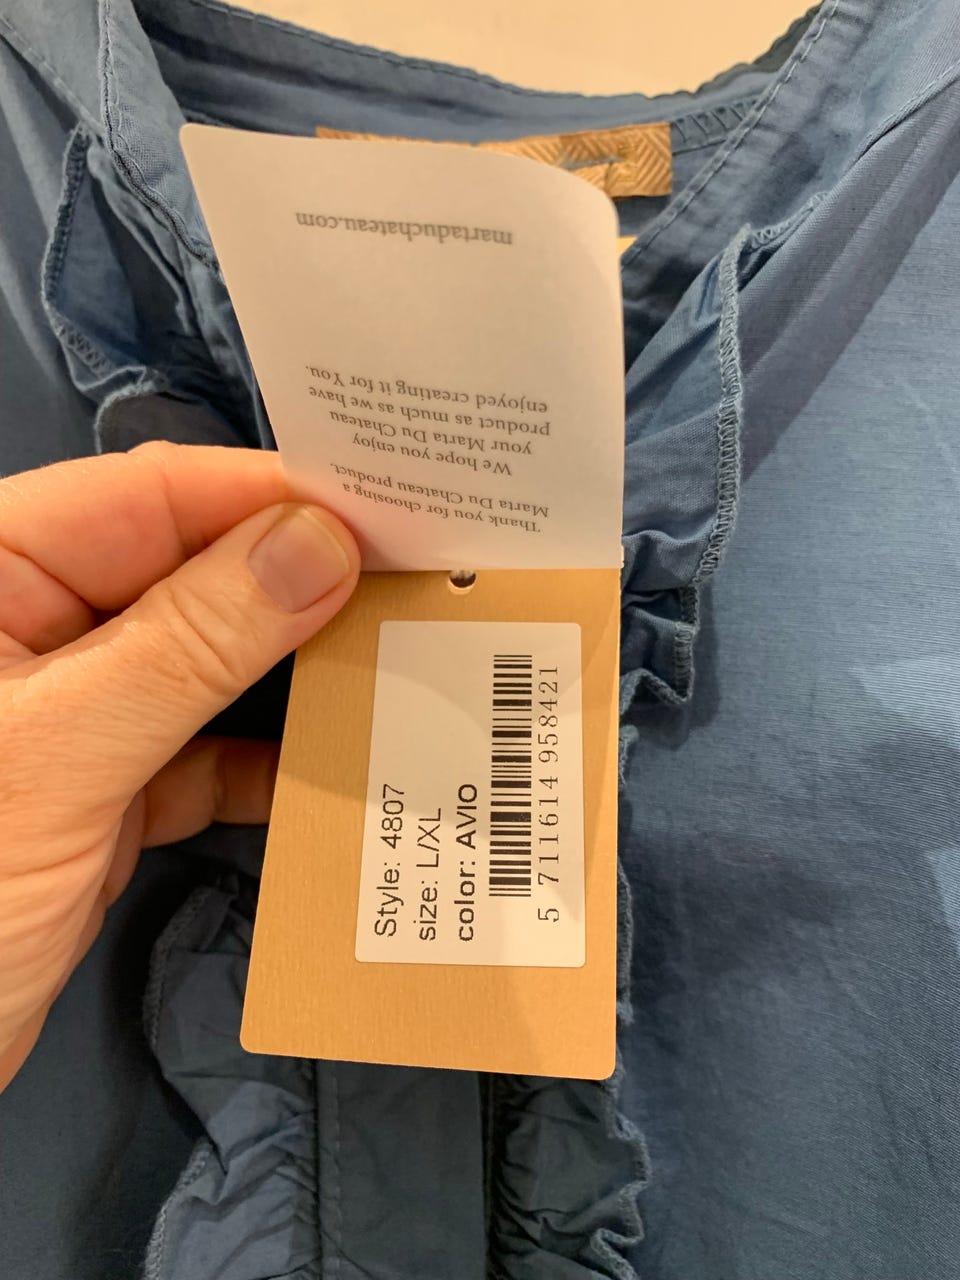 Thank you for choosing a
Marta Du Chateau product.
We hope you enjoy
your Marta Du Chateau
product as much as we have
enjoyed creating it for You.
martaduchateau.com
Style: 4807
size: L/XL
color: AVIO
5 711614 958421